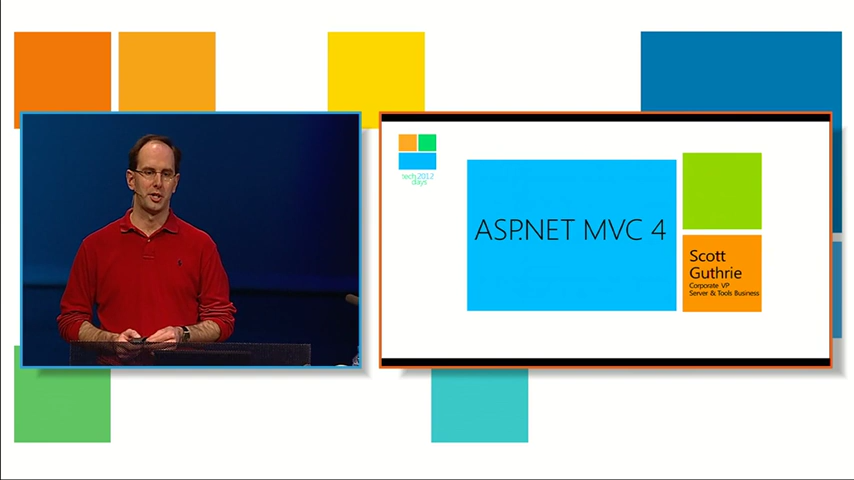 tech.2012
days
ASP.NET MVC 4
Scott
Guthrie
Corporate VP
Server & Tools Business